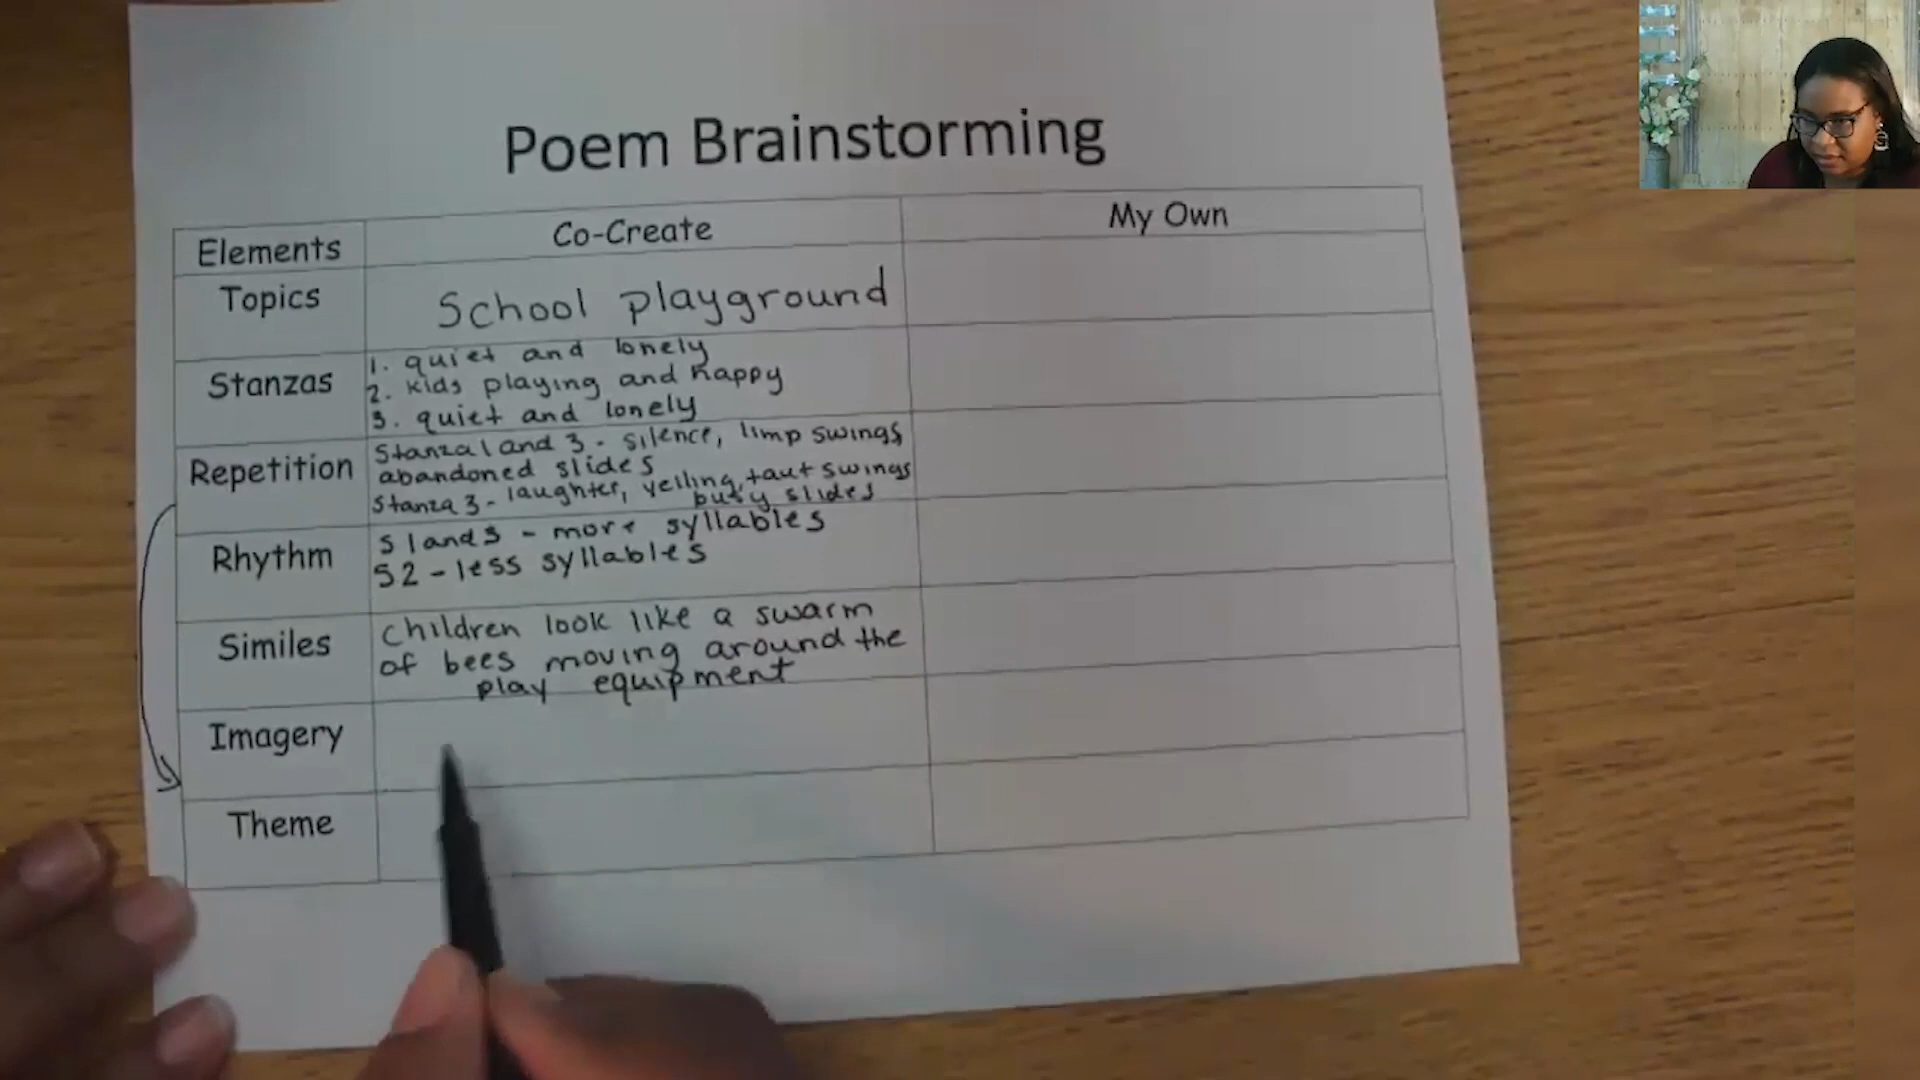 Poem Brainstorming
Elements Co-Create My Own
Topics School playground
Stanzas
1. quiet and lonely
2. kids playing and happy
3. quiet and lonely
Repetition
Stanza 1 and 3 - silence, limp swings,
abandoned slides
Stanza 3 - laughter, yelling, taut swings
busy slides
Rhythm
S 1 and 3 - more syllables
S2 - less syllables
Similes
Children look like a swarm
of bees moving around the
play equipment
Imagery
Theme